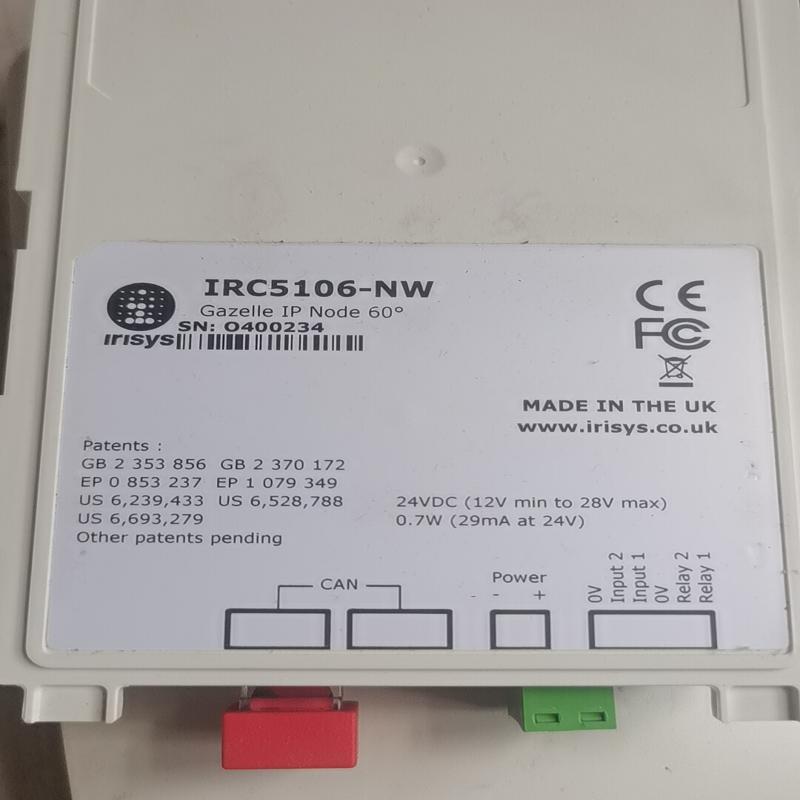 IRC5106-NW
Gazelle IP Node 60°
SN: O400234
irisys
CE
FC
MADE IN THE UK
www.irisys.co.uk
Patents :
GB 2 353 856 GB 2 370 172
EP 0 853 237 EP 1 079 349
US 6,239,433 US 6,528,788
US 6,693,279
Other patents pending
24VDC (12V min to 28V max)
0.7W (29mA at 24V)
CAN
Power
- +
0V
Input 2
Input 1
0V
Relay 2
Relay 1